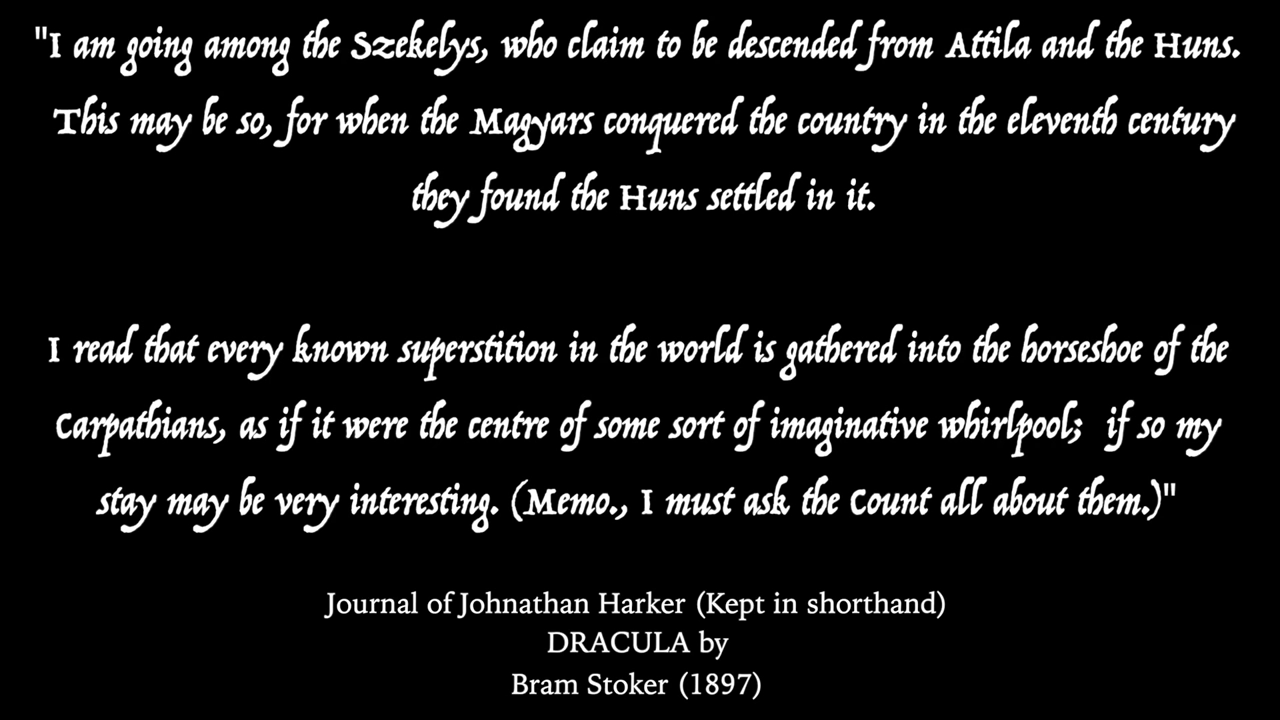 "I am going among the Szekelys, who claim to be descended from Attila and the Huns.
This may be so, for when the Magyars conquered the country in the eleventh century
they found the Huns settled in it.
I read that every known superstition in the world is gathered into the horseshoe of the
Carpathians, as if it were the centre of some sort of imaginative whirlpool; if so my
stay may be very interesting. (Memo., I must ask the Count all about them.)"
Journal of Johnathan Harker (Kept in shorthand)
DRACULA by
Bram Stoker (1897)